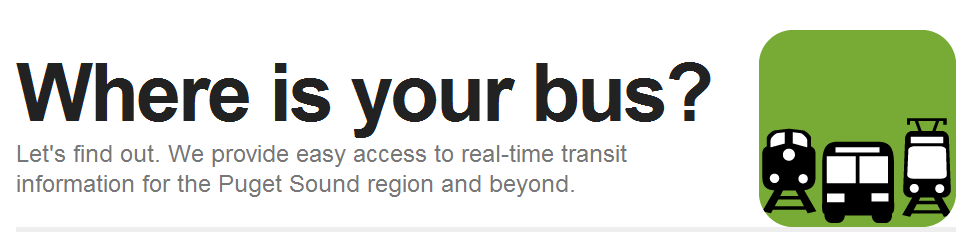 Where is your bus?
Let's find out. We provide easy access to real-time transit
information for the Puget Sound region and beyond.